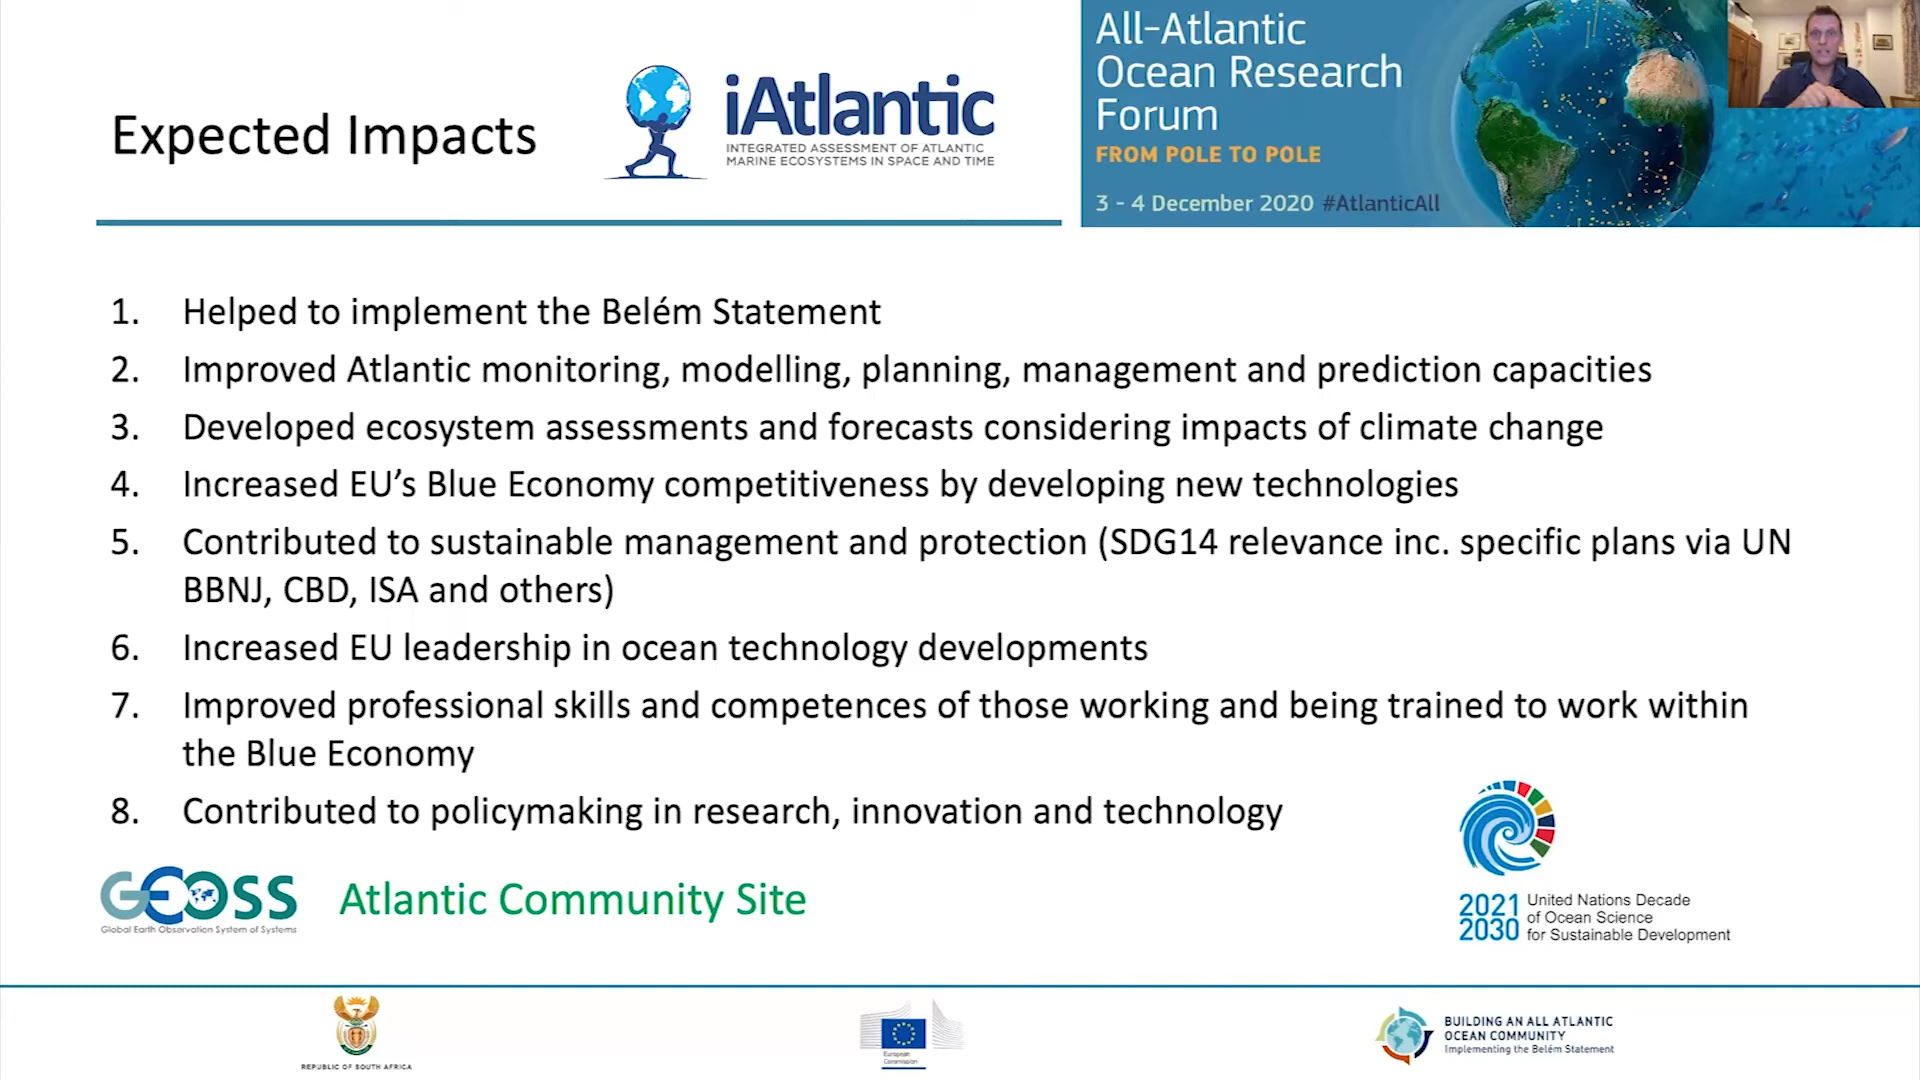 Expected Impacts
iAtlantic
INTEGRATED ASSESSMENT OF ATLANTIC
MARINE ECOSYSTEMS IN SPACE AND TIME
All-Atlantic
Ocean Research
Forum
FROM POLE TO POLE
3 - 4 December 2020 #AtlanticAll
1. Helped to implement the Belém Statement
2. Improved Atlantic monitoring, modelling, planning, management and prediction capacities
3. Developed ecosystem assessments and forecasts considering impacts of climate change
4. Increased EU’s Blue Economy competitiveness by developing new technologies
5. Contributed to sustainable management and protection (SDG14 relevance inc. specific plans via UN
BBNJ, CBD, ISA and others)
6. Increased EU leadership in ocean technology developments
7. Improved professional skills and competences of those working and being trained to work within
the Blue Economy
8. Contributed to policymaking in research, innovation and technology
GEOSS
Global Earth Observation System of Systems
Atlantic Community Site
2021
2030
United Nations Decade
of Ocean Science
for Sustainable Development
REPUBLIC OF SOUTH AFRICA
European
Commission
BUILDING AN ALL ATLANTIC
OCEAN COMMUNITY
Implementing the Belém Statement